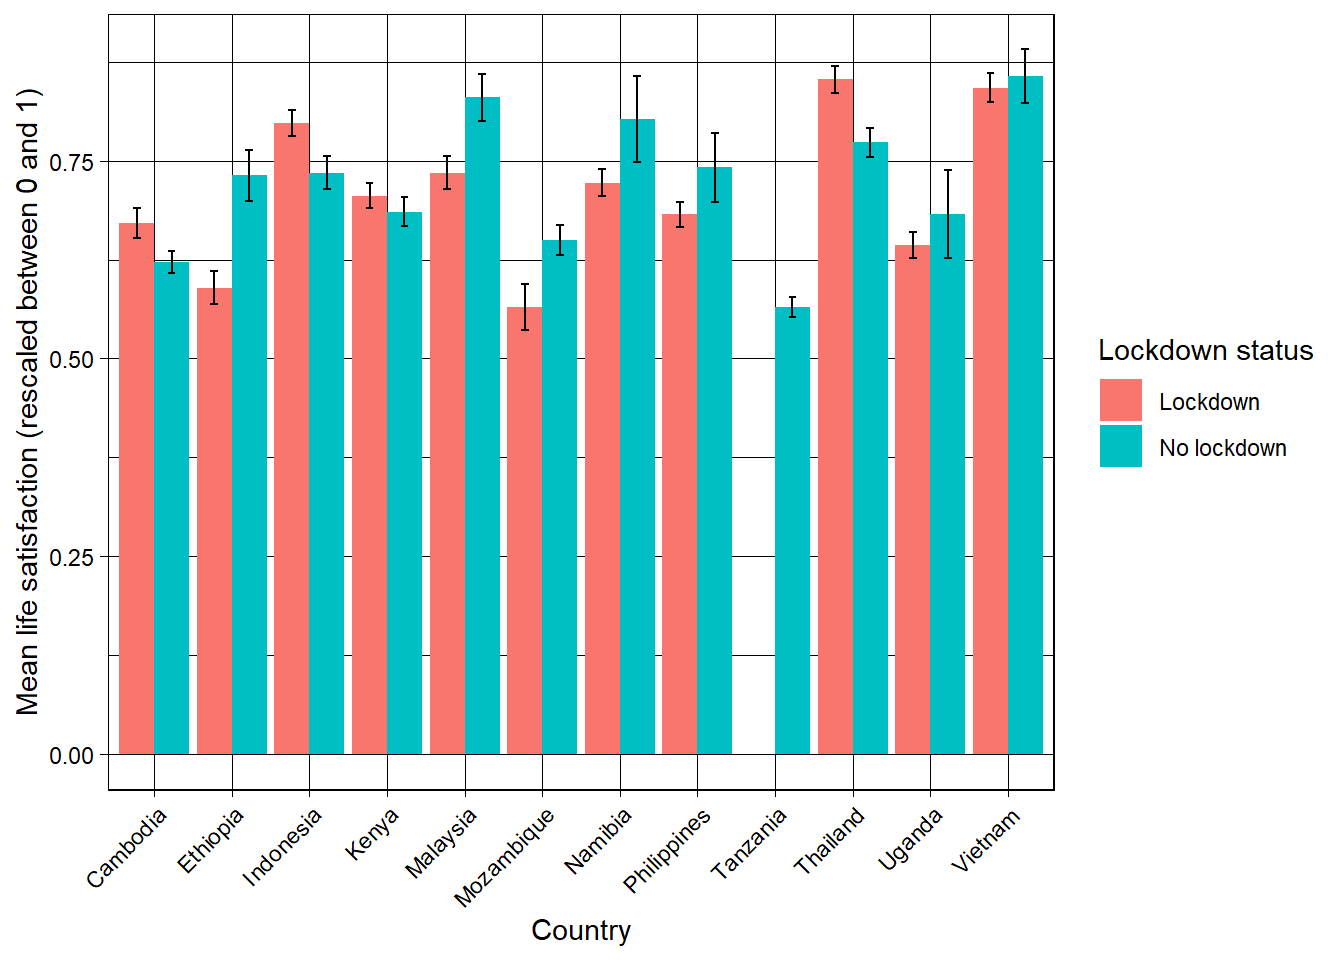 Mean life satisfaction (rescaled between 0 and 1)
0.75
0.50
0.25
0.00
Cambodia
Ethiopia
Indonesia
Kenya
Malaysia
Mozambique
Namibia
Philippines
Tanzania
Thailand
Uganda
Vietnam
Country
Lockdown status
Lockdown
No lockdown